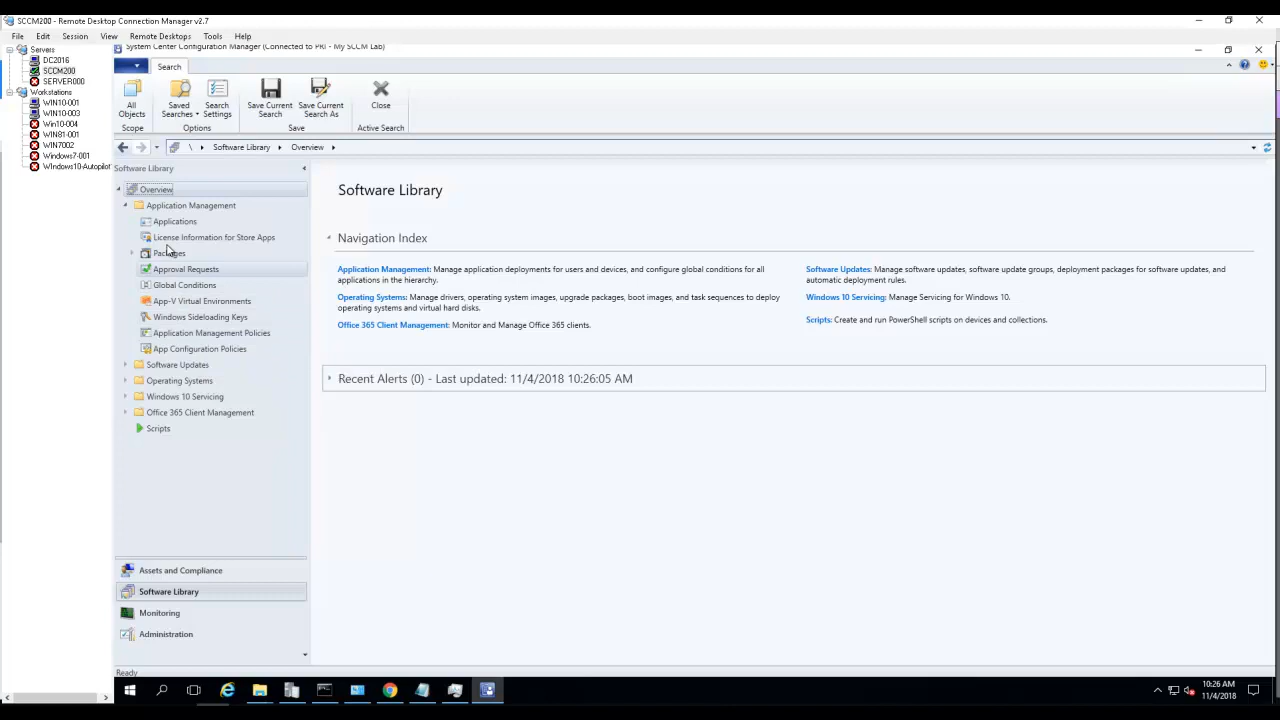 SCCM200 - Remote Desktop Connection Manager v2.7
File Edit Session View Remote Desktops Tools Help
Servers
DC2016
SCCM200
SERVER000
Workstations
WIN10-001
WIN10-003
Win10-004
WIN81-001
WIN7002
Windows7-001
Windows10-Autopilot
System Center Configuration Manager (Connected to PRI - My SCCM Lab)
Search
All Objects
Saved Searches
Search Settings
Save Current Search
Save Current Search As
Close
Scope
Options
Save
Active Search
\ Software Library Overview
Software Library
Overview
Application Management
Applications
License Information for Store Apps
Packages
Approval Requests
Global Conditions
App-V Virtual Environments
Windows Sideloading Keys
Application Management Policies
App Configuration Policies
Software Updates
Operating Systems
Windows 10 Servicing
Office 365 Client Management
Scripts
Assets and Compliance
Software Library
Monitoring
Administration
Software Library
Navigation Index
Application Management: Manage application deployments for users and devices, and configure global conditions for all
applications in the hierarchy.
Operating Systems: Manage drivers, operating system images, upgrade packages, boot images, and task sequences to deploy
operating systems and virtual hard disks.
Office 365 Client Management: Monitor and Manage Office 365 clients.
Software Updates: Manage software updates, software update groups, deployment packages for software updates, and
automatic deployment rules.
Windows 10 Servicing: Manage Servicing for Windows 10.
Scripts: Create and run PowerShell scripts on devices and collections.
Recent Alerts (0) - Last updated: 11/4/2018 10:26:05 AM
Ready
10:26 AM
11/4/2018